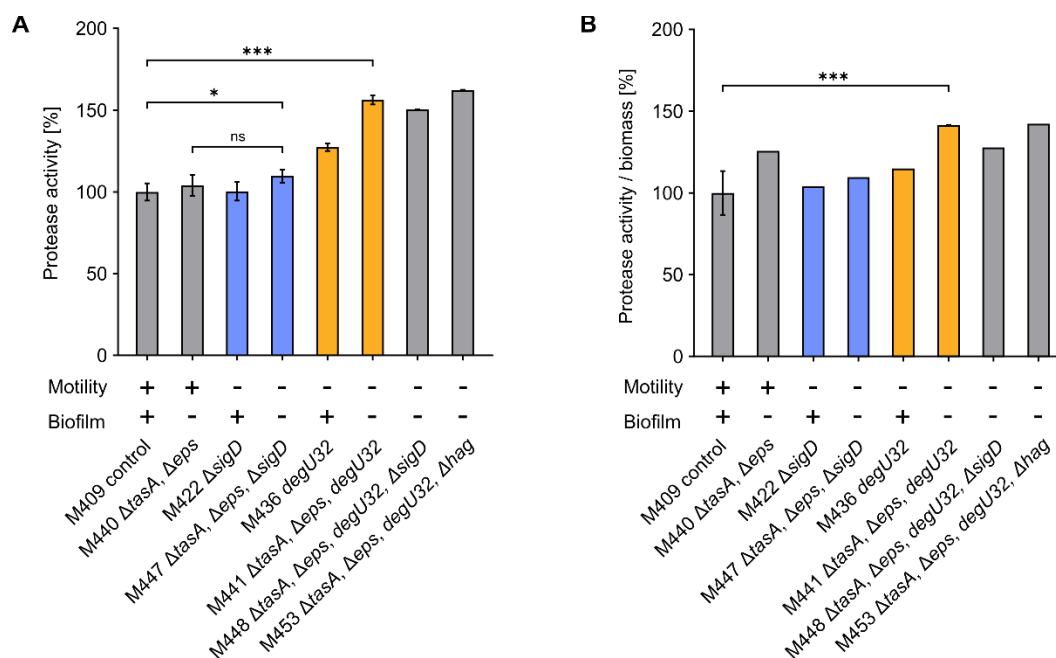 A
Protease activity [%]
200
150
100
50
0
***
*
ns
Motility + + - - - - - -
Biofilm + - + - + - - -
M409 control
M440 ΔtasA, Δeps
M422 ΔsigD
M447 ΔtasA, Δeps, ΔsigD
M436 degU32
M441 ΔtasA, Δeps, degU32
M448 ΔtasA, Δeps, degU32, ΔsigD
M453 ΔtasA, Δeps, degU32, Δhag
B
Protease activity / biomass [%]
200
150
100
50
0
***
Motility + + - - - - - -
Biofilm + - + - + - - -
M409 control
M440 ΔtasA, Δeps
M422 ΔsigD
M447 ΔtasA, Δeps, ΔsigD
M436 degU32
M441 ΔtasA, Δeps, degU32
M448 ΔtasA, Δeps, degU32, ΔsigD
M453 ΔtasA, Δeps, degU32, Δhag